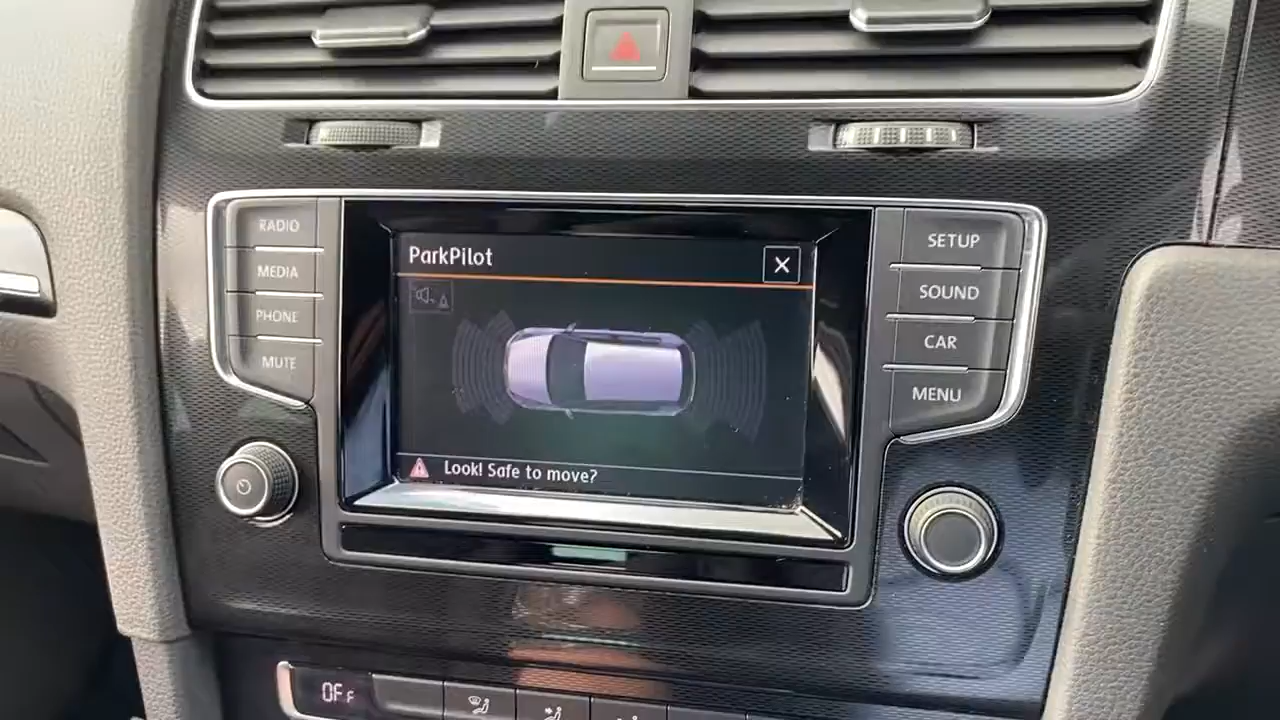 RADIO
MEDIA
PHONE
MUTE
ParkPilot
Look! Safe to move?
SETUP
SOUND
CAR
MENU
OFF